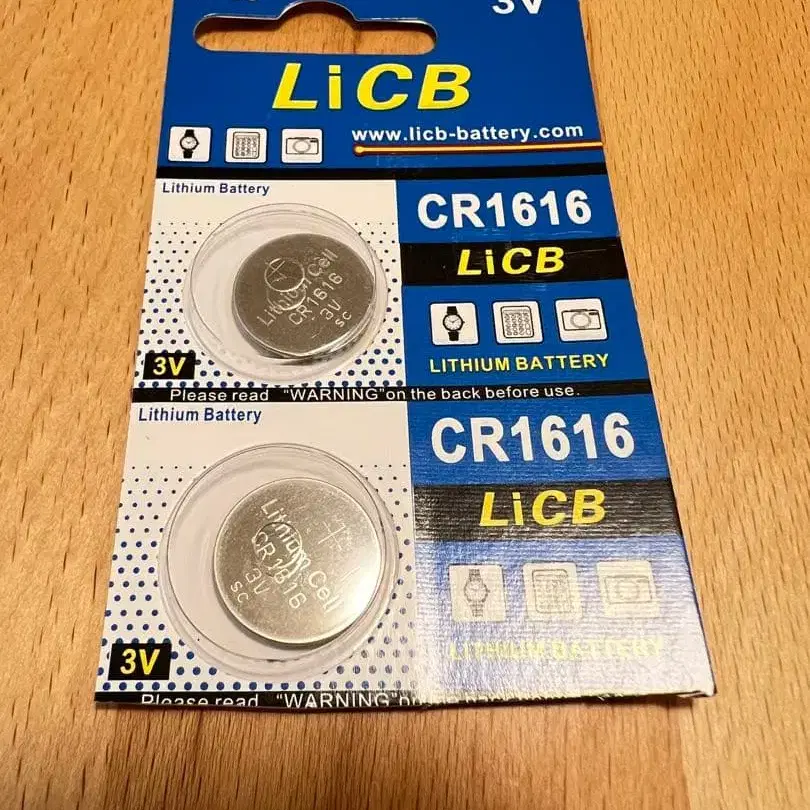 3V
LiCB
www.licb-battery.com
Lithium Battery
CR1616
LiCB
Lithium Cell
CR1616
3V
SC
LITHIUM BATTERY
3V
Please read "WARNING" on the back before use.
Lithium Battery
CR1616
LiCB
Lithium Cell
CR1616
3V
SC
LITHIUM BATTERY
3V
Please read "WARNING" on